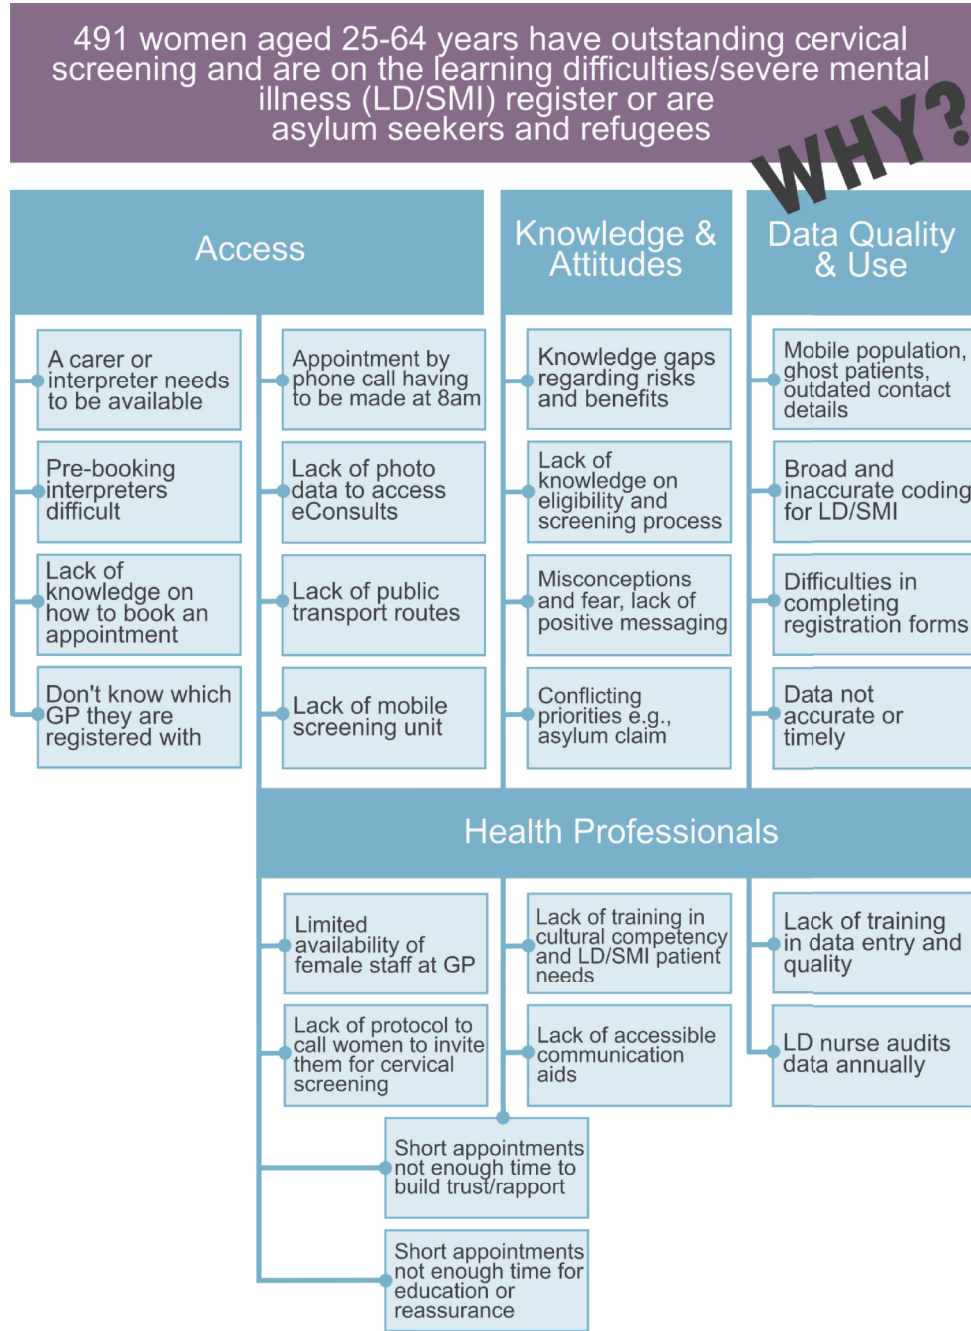 491 women aged 25-64 years have outstanding cervical
screening and are on the learning difficulties/severe mental
illness (LD/SMI) register or are
asylum seekers and refugees
WHY?
Access
A carer or
interpreter needs
to be available
Pre-booking
interpreters
difficult
Lack of
knowledge on
how to book an
appointment
Don't know which
GP they are
registered with
Appointment by
phone call having
to be made at 8am
Lack of photo
data to access
eConsults
Lack of public
transport routes
Lack of mobile
screening unit
Knowledge &
Attitudes
Knowledge gaps
regarding risks
and benefits
Lack of
knowledge on
eligibility and
screening process
Misconceptions
and fear, lack of
positive messaging
Conflicting
priorities e.g.,
asylum claim
Data Quality
& Use
Mobile population,
ghost patients,
outdated contact
details
Broad and
inaccurate coding
for LD/SMI
Difficulties in
completing
registration forms
Data not
accurate or
timely
Health Professionals
Limited
availability of
female staff at GP
Lack of protocol to
call women to invite
them for cervical
screening
Lack of training in
cultural competency
and LD/SMI patient
needs
Lack of accessible
communication
aids
Lack of training
in data entry and
quality
LD nurse audits
data annually
Short appointments
not enough time to
build trust/rapport
Short appointments
not enough time for
education or
reassurance